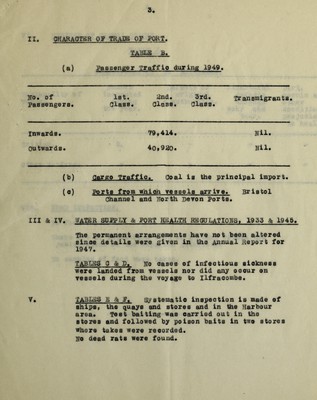 3.
II. CHARACTER OF TRADE OF PORT.
TABLE B.
(a) Passenger Traffic during 1949.
No. of 1st. 2nd. 3rd. Transmigrants.
Passengers. Class. Class. Class.
Inwards. 79,414. Nil.
Outwards. 40,920. Nil.
(b) Cargo Traffic. Coal is the principal import.
(c) Ports from which vessels arrive. Bristol
Channel and North Devon Ports.
III & IV. WATER SUPPLY & PORT HEALTH REGULATIONS, 1933 & 1945.
The permanent arrangements have not been altered
since details were given in the Annual Report for
1947.
TABLES C & D. No cases of infectious sickness
were landed from vessels nor did any occur on
vessels during the voyage to Ilfracombe.
V. TABLES E & F. Systematic inspection is made of
ships, the quays and stores and in the Harbour
area. Test baiting was carried out in the
stores and followed by poison baits in two stores
where takes were recorded.
No dead rats were found.